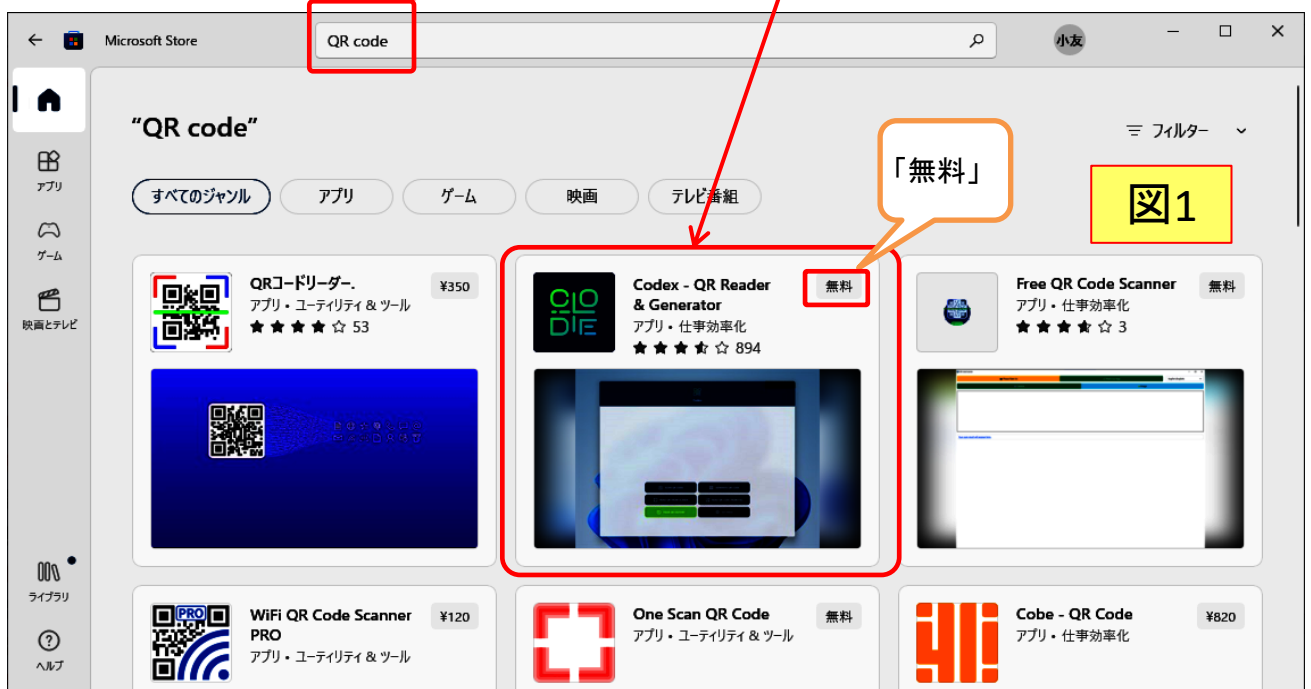 Microsoft Store
QR code
小友
"QR code"
フィルター
「無料」
図1
アプリ
ゲーム
映画とテレビ
ライブラリ
ヘルプ
すべてのジャンル
アプリ
ゲーム
映画
テレビ番組
QRコードリーダー.
¥350
アプリ・ユーティリティ & ツール
53
Codex - QR Reader
& Generator
無料
アプリ・仕事効率化
894
Free QR Code Scanner
無料
アプリ・仕事効率化
3
WiFi QR Code Scanner
PRO
¥120
アプリ・ユーティリティ & ツール
PRO
One Scan QR Code
無料
アプリ・ユーティリティ & ツール
Cobe - QR Code
¥820
アプリ・仕事効率化